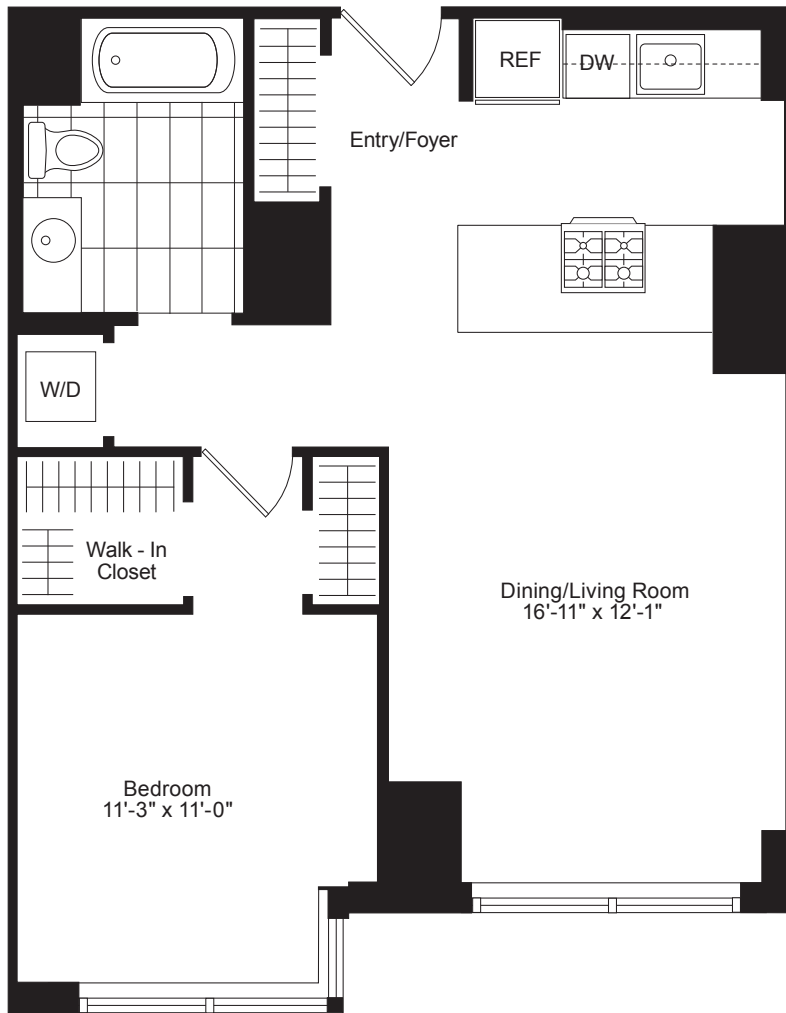 REF
DW
Entry/Foyer
W/D
Walk - In
Closet
Dining/Living Room
16'-11" x 12'-1"
Bedroom
11'-3" x 11'-0"